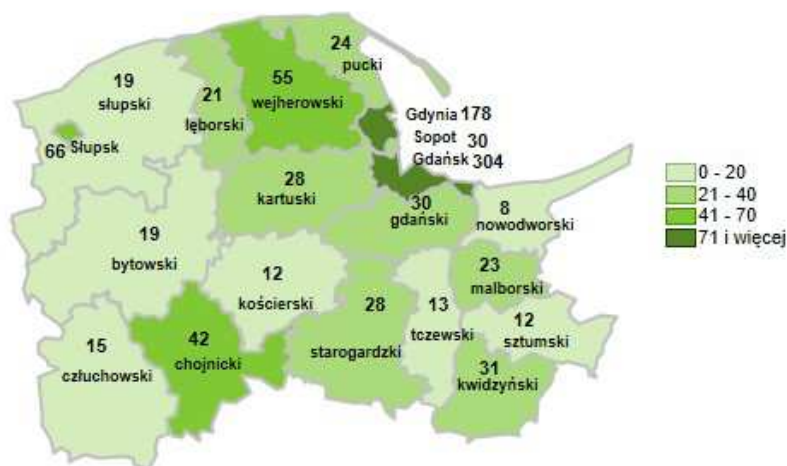 24
pucki
19
słupski
55
wejherowski
21
lęborski
Gdynia 178
Sopot 30
Gdańsk 304
66 Słupsk
28
kartuski
30
gdański
8
nowodworski
19
bytowski
12
kościerski
23
malborski
28
starogardzki
13
tczewski
12
sztumski
42
chojnicki
15
człuchowski
31
kwidzyński
0 - 20
21 - 40
41 - 70
71 i więcej